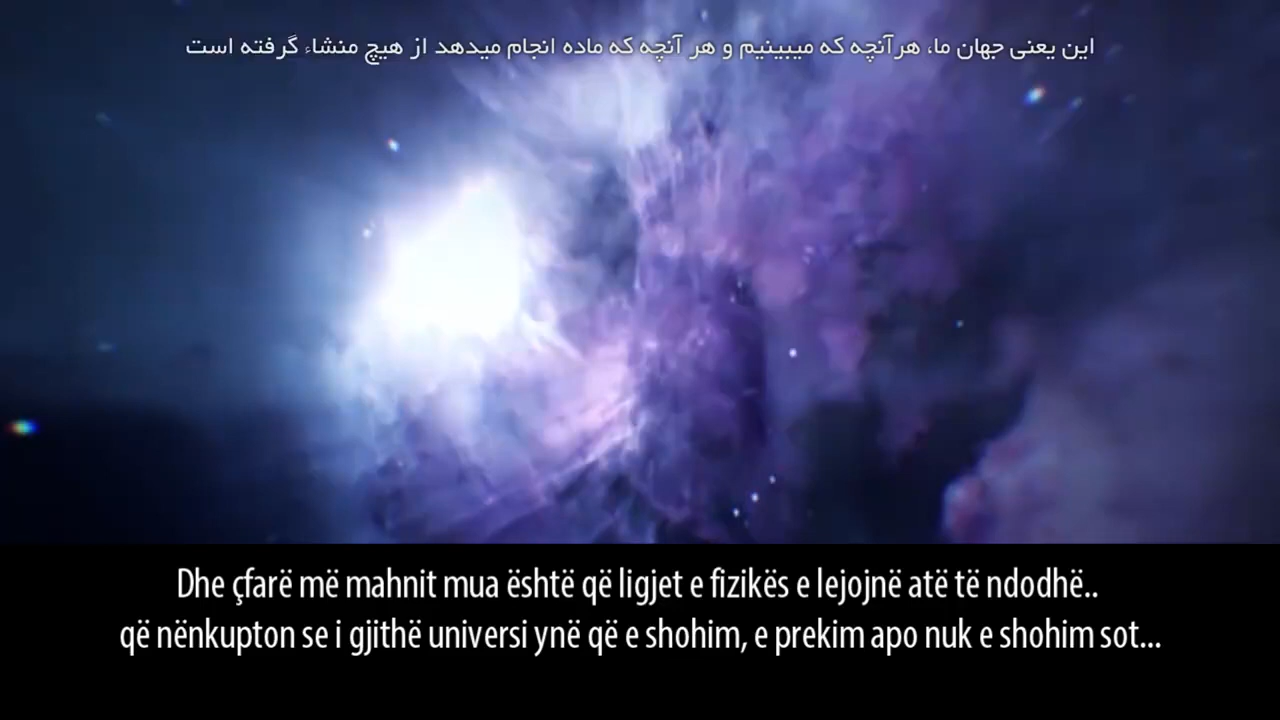 این یعنی جهان ما، هرآنچه که میبینیم و هر آنچه که ماده انجام میدهد از هیچ منشاء گرفته است
Dhe çfarë më mahnit mua është që ligjet e fizikës e lejojnë atë të ndodhë..
që nënkupton se i gjithë universi ynë që e shohim, e prekim apo nuk e shohim sot...